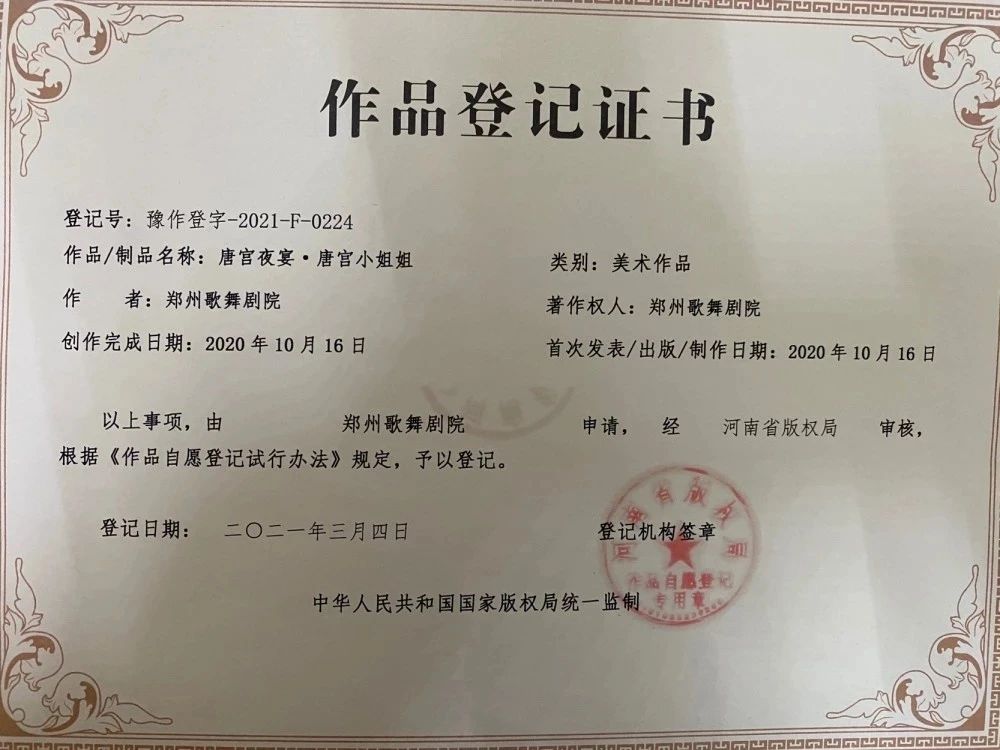 作品登记证书
登记号：豫作登字-2021-F-0224
作品/制品名称：唐宫夜宴·唐宫小姐姐
类别：美术作品
作 者：郑州歌舞剧院
著作权人：郑州歌舞剧院
创作完成日期：2020 年 10 月 16 日
首次发表/出版/制作日期：2020 年 10 月 16 日
以上事项，由 郑州歌舞剧院 申请， 经 河南省版权局 审核，
根据《作品自愿登记试行办法》规定，予以登记。
登记日期： 二〇二一年三月四日
登记机构签章
河南省版权局
作品自愿登记
专用章
中华人民共和国国家版权局统一监制